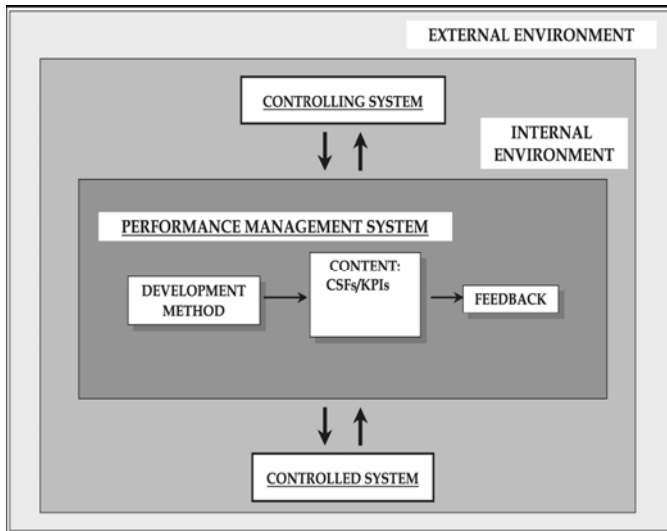 EXTERNAL ENVIRONMENT
CONTROLLING SYSTEM
INTERNAL
ENVIRONMENT
PERFORMANCE MANAGEMENT SYSTEM
DEVELOPMENT
METHOD
CONTENT:
CSFs/KPIs
FEEDBACK
CONTROLLED SYSTEM